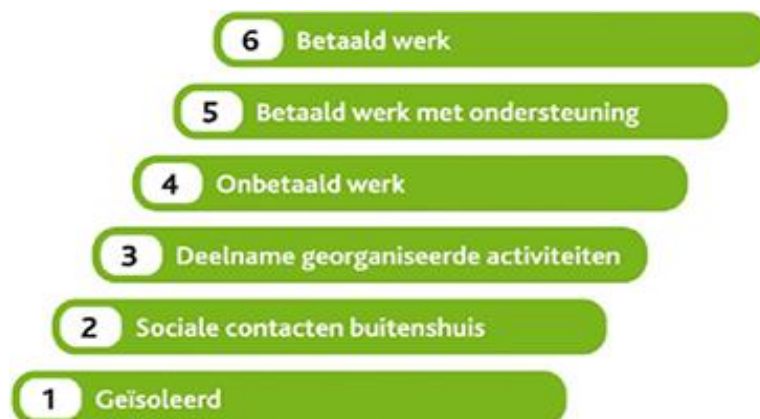 6 Betaald werk
5 Betaald werk met ondersteuning
4 Onbetaald werk
3 Deelname georganiseerde activiteiten
2 Sociale contacten buitenshuis
1 Geïsoleerd